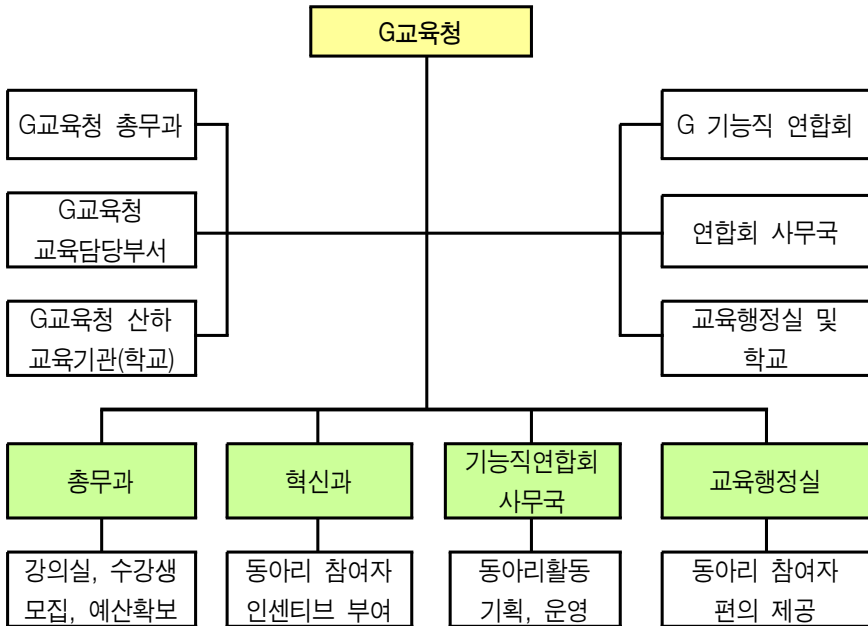 G교육청
G교육청 총무과
G 기능직 연합회
G교육청
교육담당부서
연합회 사무국
G교육청 산하
교육기관(학교)
교육행정실 및
학교
총무과
혁신과
기능직연합회
사무국
교육행정실
강의실, 수강생
모집, 예산확보
동아리 참여자
인센티브 부여
동아리활동
기획, 운영
동아리 참여자
편의 제공